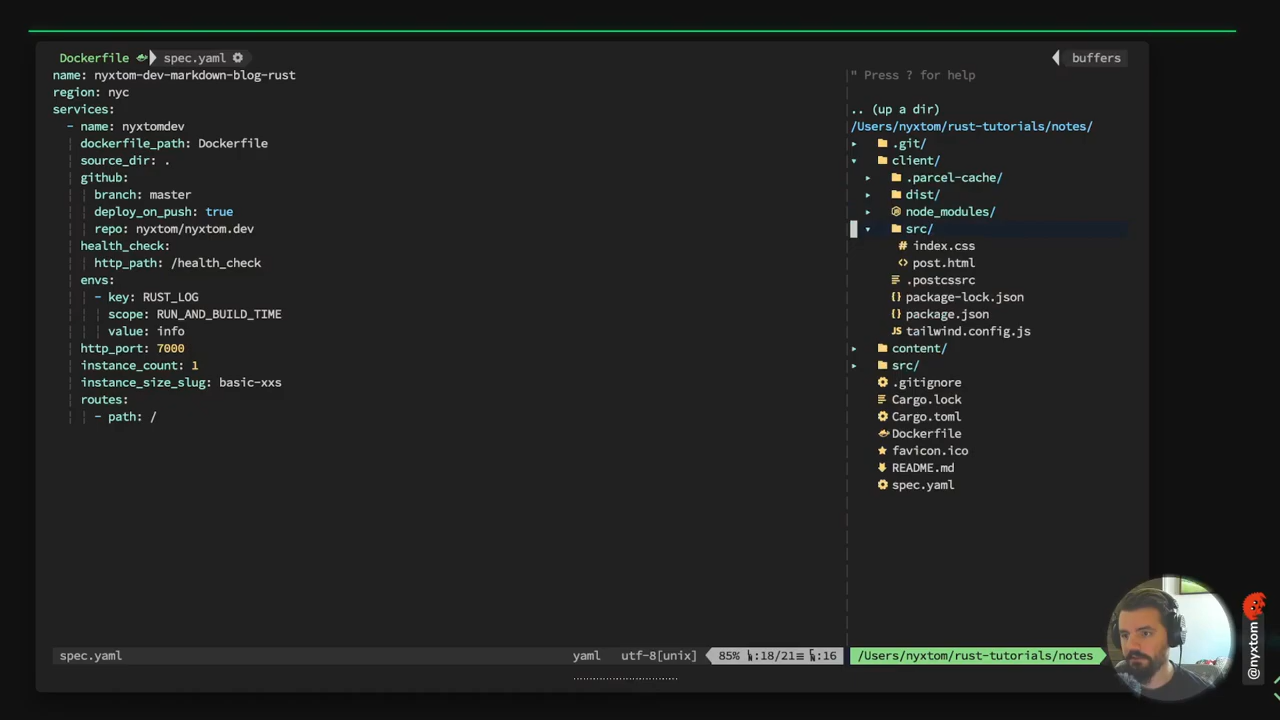 Dockerfile
spec.yaml
buffers
name: nyxtom-dev-markdown-blog-rust
region: nyc
services:
- name: nyxtomdev
dockerfile_path: Dockerfile
source_dir: .
github:
branch: master
deploy_on_push: true
repo: nyxtom/nyxtom.dev
health_check:
http_path: /health_check
envs:
- key: RUST_LOG
scope: RUN_AND_BUILD_TIME
value: info
http_port: 7000
instance_count: 1
instance_size_slug: basic-xxs
routes:
- path: /
" Press ? for help
.. (up a dir)
/Users/nyxtom/rust-tutorials/notes/
.git/
client/
.parcel-cache/
dist/
node_modules/
src/
index.css
post.html
.postcssrc
package-lock.json
package.json
tailwind.config.js
content/
src/
.gitignore
Cargo.lock
Cargo.toml
Dockerfile
favicon.ico
README.md
spec.yaml
spec.yaml
yaml
utf-8[unix]
85% ㏑:18/21≡ ℅:16
/Users/nyxtom/rust-tutorials/notes
@nyxtom